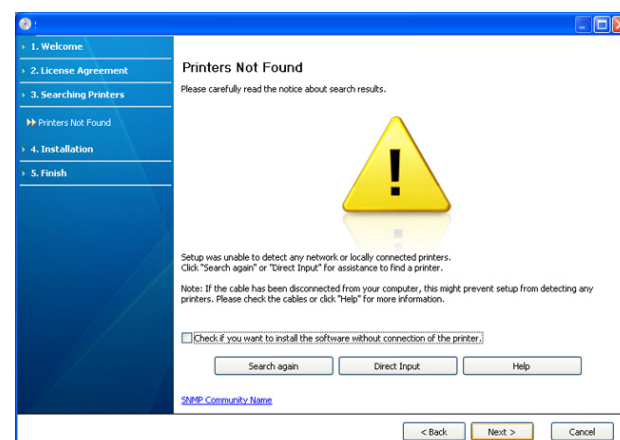 1. Welcome
2. License Agreement
3. Searching Printers
Printers Not Found
4. Installation
5. Finish
Printers Not Found
Please carefully read the notice about search results.
Setup was unable to detect any network or locally connected printers.
Click "Search again" or "Direct Input" for assistance to find a printer.
Note: If the cable has been disconnected from your computer, this might prevent setup from detecting any
printers. Please check the cables or click "Help" for more information.
Check if you want to install the software without connection of the printer.
Search again
Direct Input
Help
SNMP Community Name
< Back
Next >
Cancel